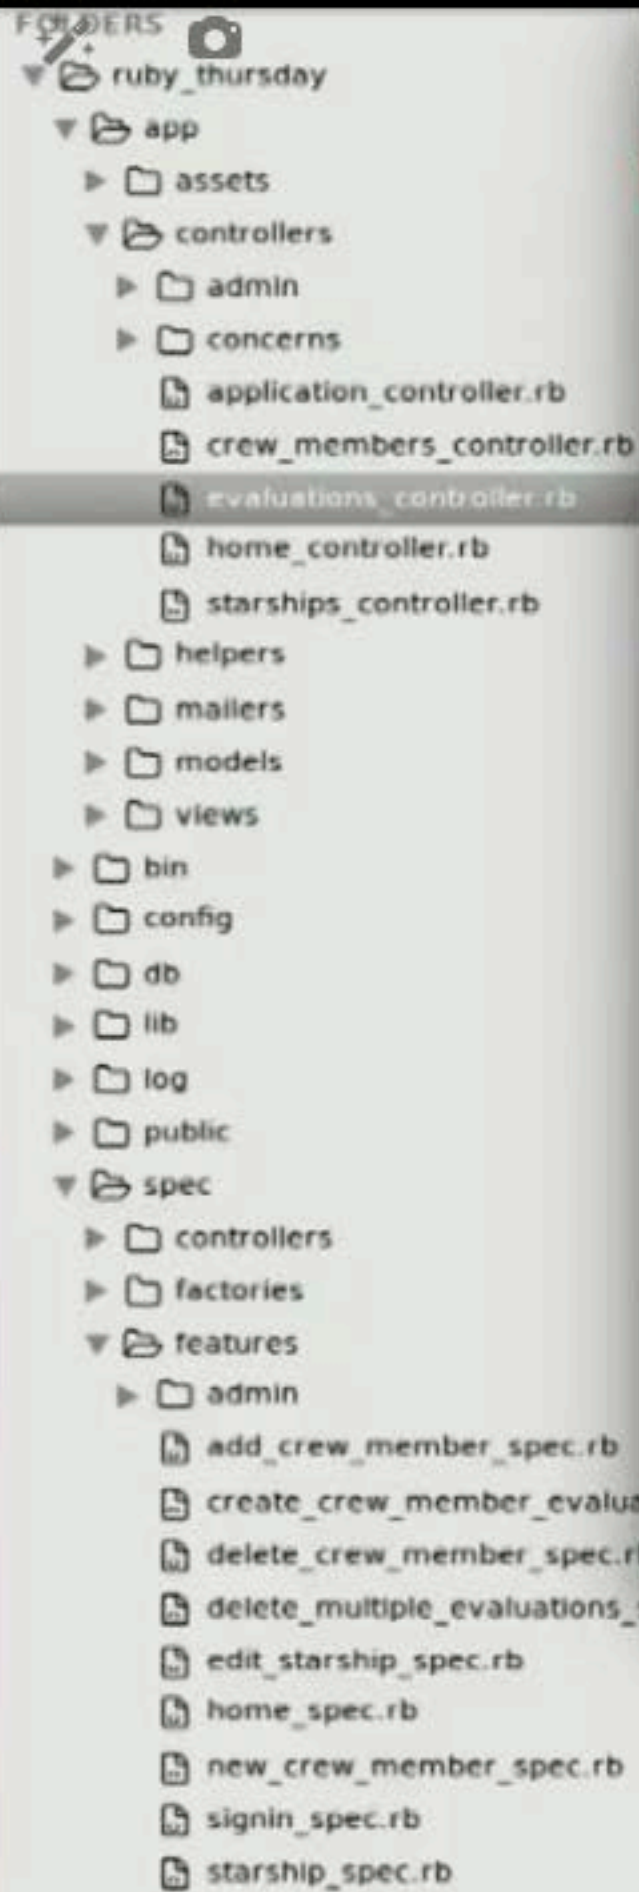 FOLDERS
ruby_thursday
app
assets
controllers
admin
concerns
application_controller.rb
crew_members_controller.rb
evaluations_controller.rb
home_controller.rb
starships_controller.rb
helpers
mailers
models
views
bin
config
db
lib
log
public
spec
controllers
factories
features
admin
add_crew_member_spec.rb
create_crew_member_evalua
delete_crew_member_spec.r
delete_multiple_evaluations_
edit_starship_spec.rb
home_spec.rb
new_crew_member_spec.rb
signin_spec.rb
starship_spec.rb